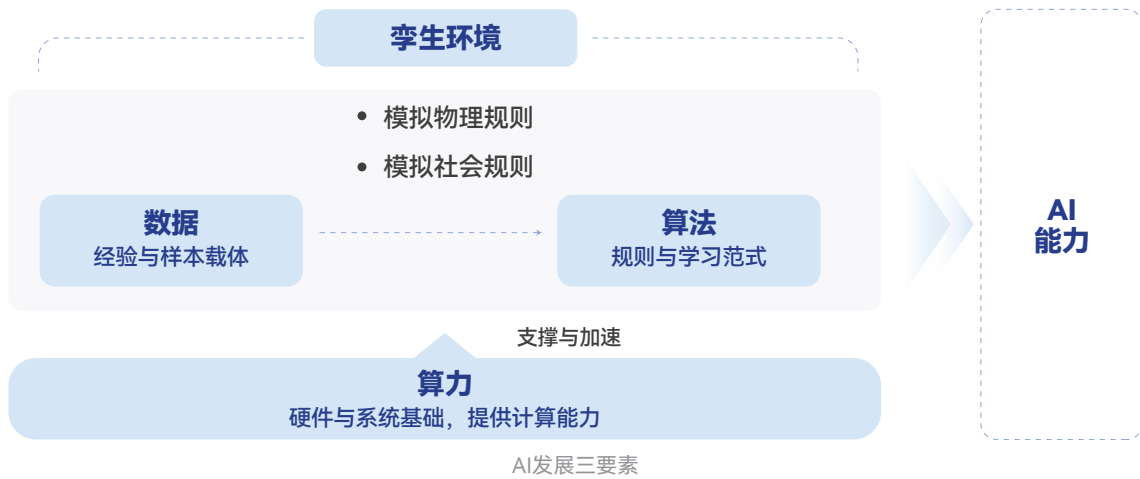 孪生环境
• 模拟物理规则
• 模拟社会规则
数据
经验与样本载体
算法
规则与学习范式
AI
能力
支撑与加速
算力
硬件与系统基础，提供计算能力
AI发展三要素